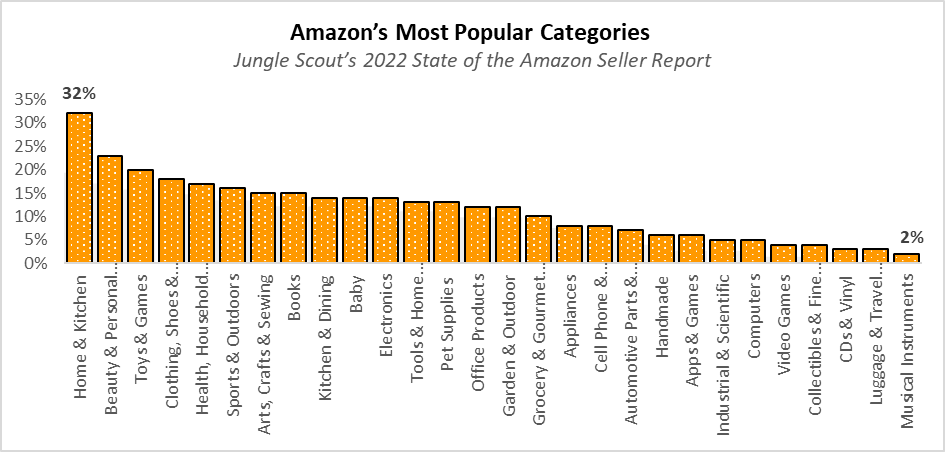 Amazon's Most Popular Categories
Jungle Scout's 2022 State of the Amazon Seller Report
32%
35%
30%
25%
20%
15%
10%
5%
0%
2%
Home & Kitchen
Beauty & Personal…
Toys & Games
Clothing, Shoes &…
Health, Household…
Sports & Outdoors
Arts, Crafts & Sewing
Books
Kitchen & Dining
Baby
Electronics
Tools & Home…
Pet Supplies
Office Products
Garden & Outdoor
Grocery & Gourmet…
Appliances
Cell Phone &…
Automotive Parts &…
Handmade
Apps & Games
Industrial & Scientific
Computers
Video Games
Collectibles & Fine…
CDs & Vinyl
Luggage & Travel…
Musical Instruments